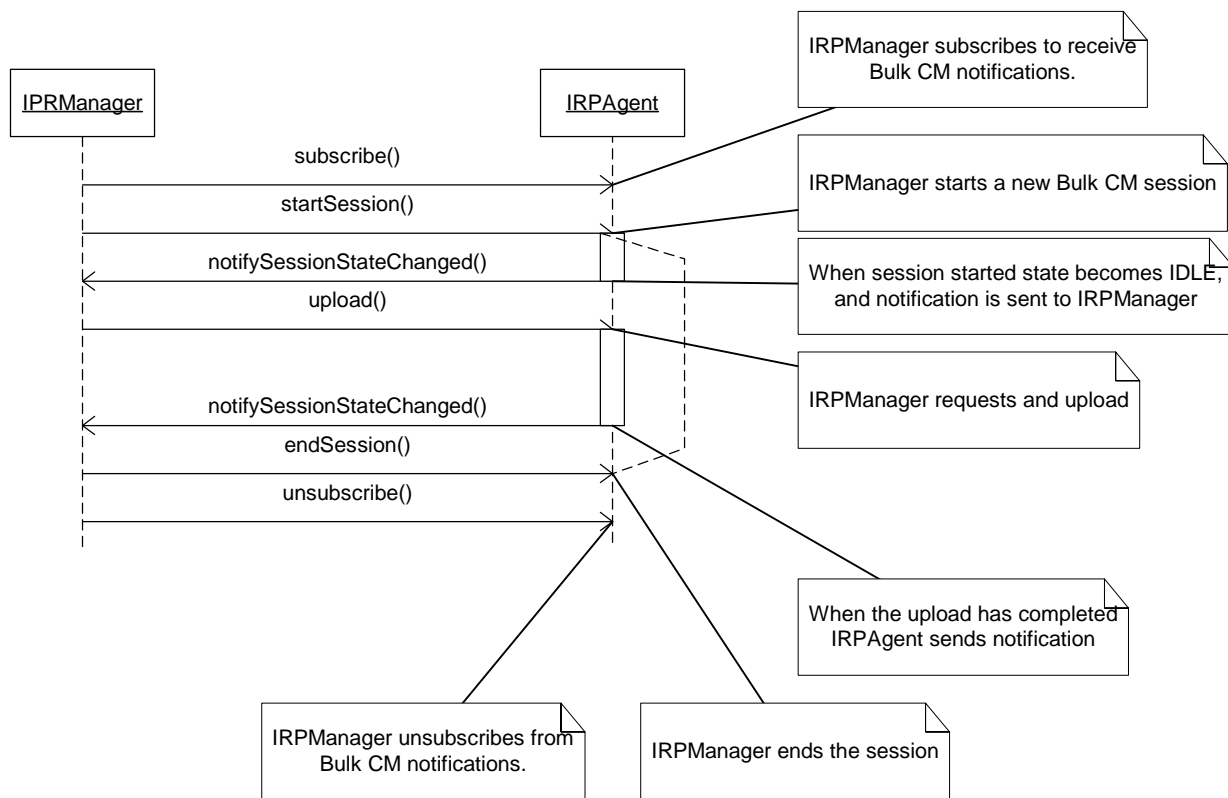 IRPManager subscribes to receive
Bulk CM notifications.
IPRManager
IRPAgent
subscribe()
IRPManager starts a new Bulk CM session
startSession()
notifySessionStateChanged()
When session started state becomes IDLE,
and notification is sent to IRPManager
upload()
IRPManager requests and upload
notifySessionStateChanged()
endSession()
unsubscribe()
When the upload has completed
IRPAgent sends notification
IRPManager unsubscribes from
Bulk CM notifications.
IRPManager ends the session